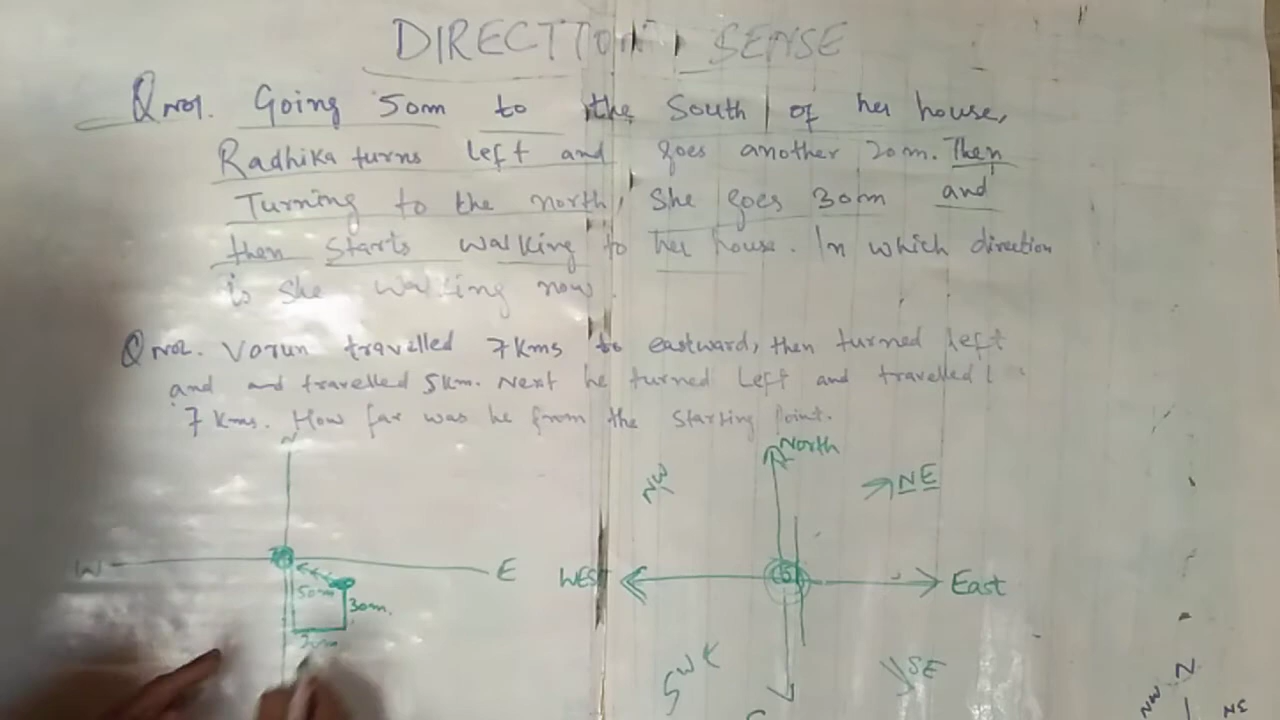 DIRECTION SENSE
Q no1. Going 50m to the South of her house,
Radhika turns left and goes another 20m. Then
Turning to the north, She goes 30m and
then starts walking to her house. In which direction
is she walking now.
Q no2. Varun travelled 7Kms to eastward, then turned left
and and travelled 5km. Next he turned Left and travelled
7 Kms. How far was he from the starting point.
N
North
NW
NE
W
E
WEST
East
50m
30m.
20m
SW
SE
S
N
NW
NE